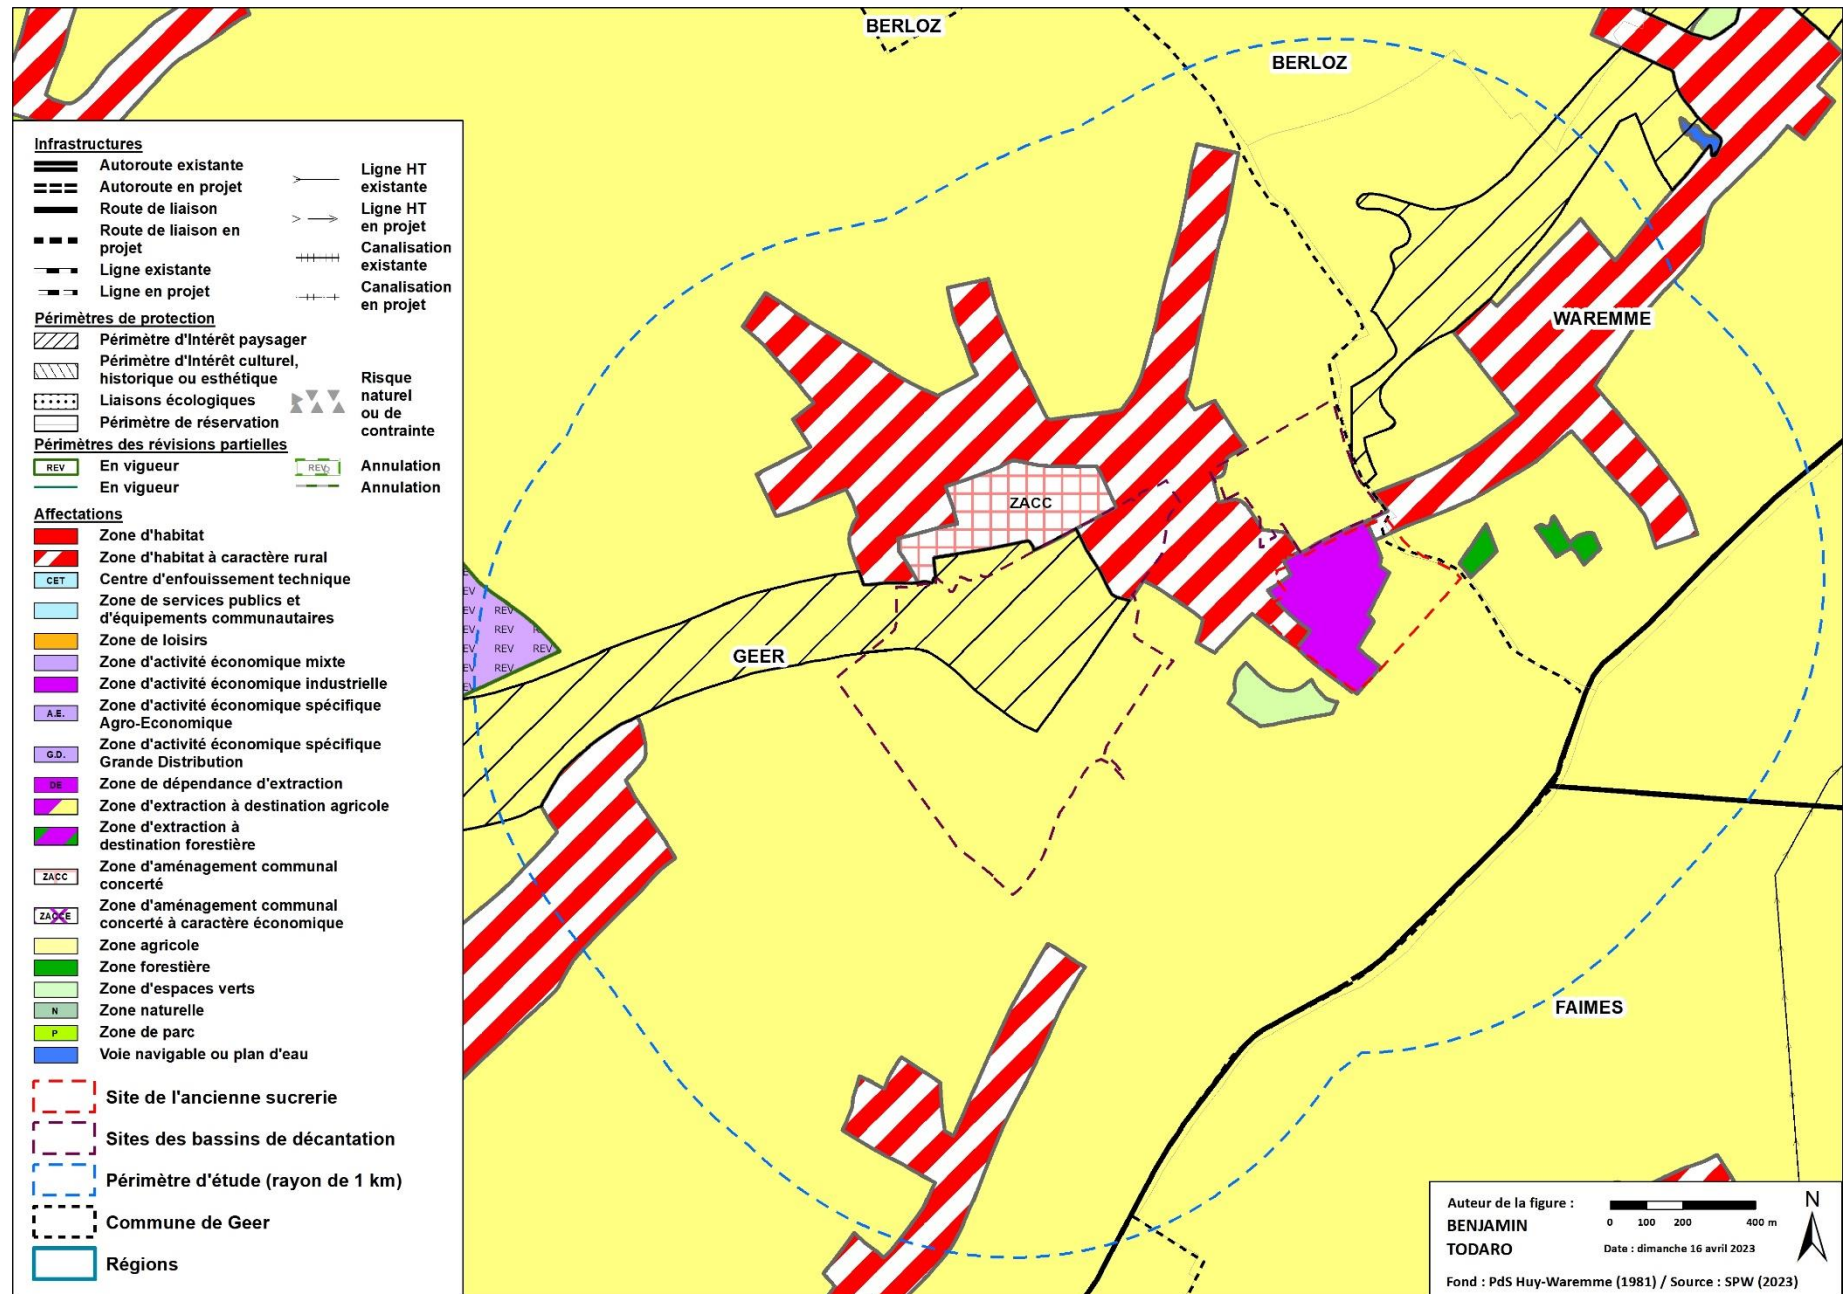 BERLOZ
BERLOZ
WAREMME
ZACC
GEER
FAIMES
EV
EV REV
EV REV
EV REV REV
EV REV
EV
Infrastructures
Autoroute existante
Autoroute en projet
Route de liaison
Route de liaison en
projet
Ligne existante
Ligne en projet
Ligne HT
existante
Ligne HT
en projet
Canalisation
existante
Canalisation
en projet
Périmètres de protection
Périmètre d'Intérêt paysager
Périmètre d'Intérêt culturel,
historique ou esthétique
Liaisons écologiques
Périmètre de réservation
Risque
naturel
ou de
contrainte
Périmètres des révisions partielles
REV En vigueur
En vigueur
REV Annulation
Annulation
Affectations
Zone d'habitat
Zone d'habitat à caractère rural
CET Centre d'enfouissement technique
Zone de services publics et
d'équipements communautaires
Zone de loisirs
Zone d'activité économique mixte
Zone d'activité économique industrielle
A.E. Zone d'activité économique spécifique
Agro-Economique
G.D. Zone d'activité économique spécifique
Grande Distribution
DE Zone de dépendance d'extraction
Zone d'extraction à destination agricole
Zone d'extraction à
destination forestière
ZACC Zone d'aménagement communal
concerté
ZACCE Zone d'aménagement communal
concerté à caractère économique
Zone agricole
Zone forestière
Zone d'espaces verts
N Zone naturelle
P Zone de parc
Voie navigable ou plan d'eau
Site de l'ancienne sucrerie
Sites des bassins de décantation
Périmètre d'étude (rayon de 1 km)
Commune de Geer
Régions
Auteur de la figure :
BENJAMIN
TODARO
0 100 200 400 m
Date : dimanche 16 avril 2023
N
Fond : PdS Huy-Waremme (1981) / Source : SPW (2023)